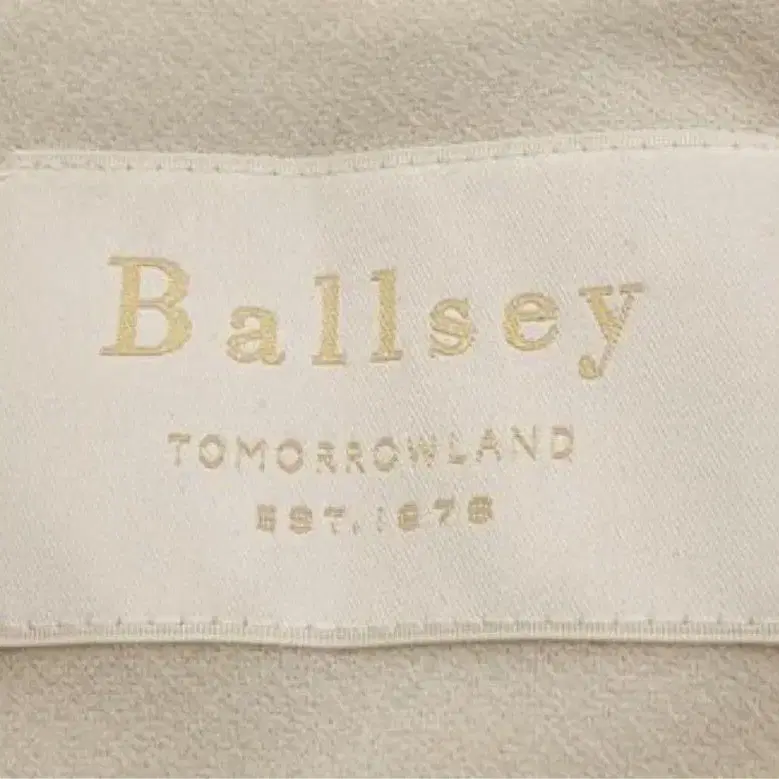 Ballsey
TOMORROWLAND
EST. 1978